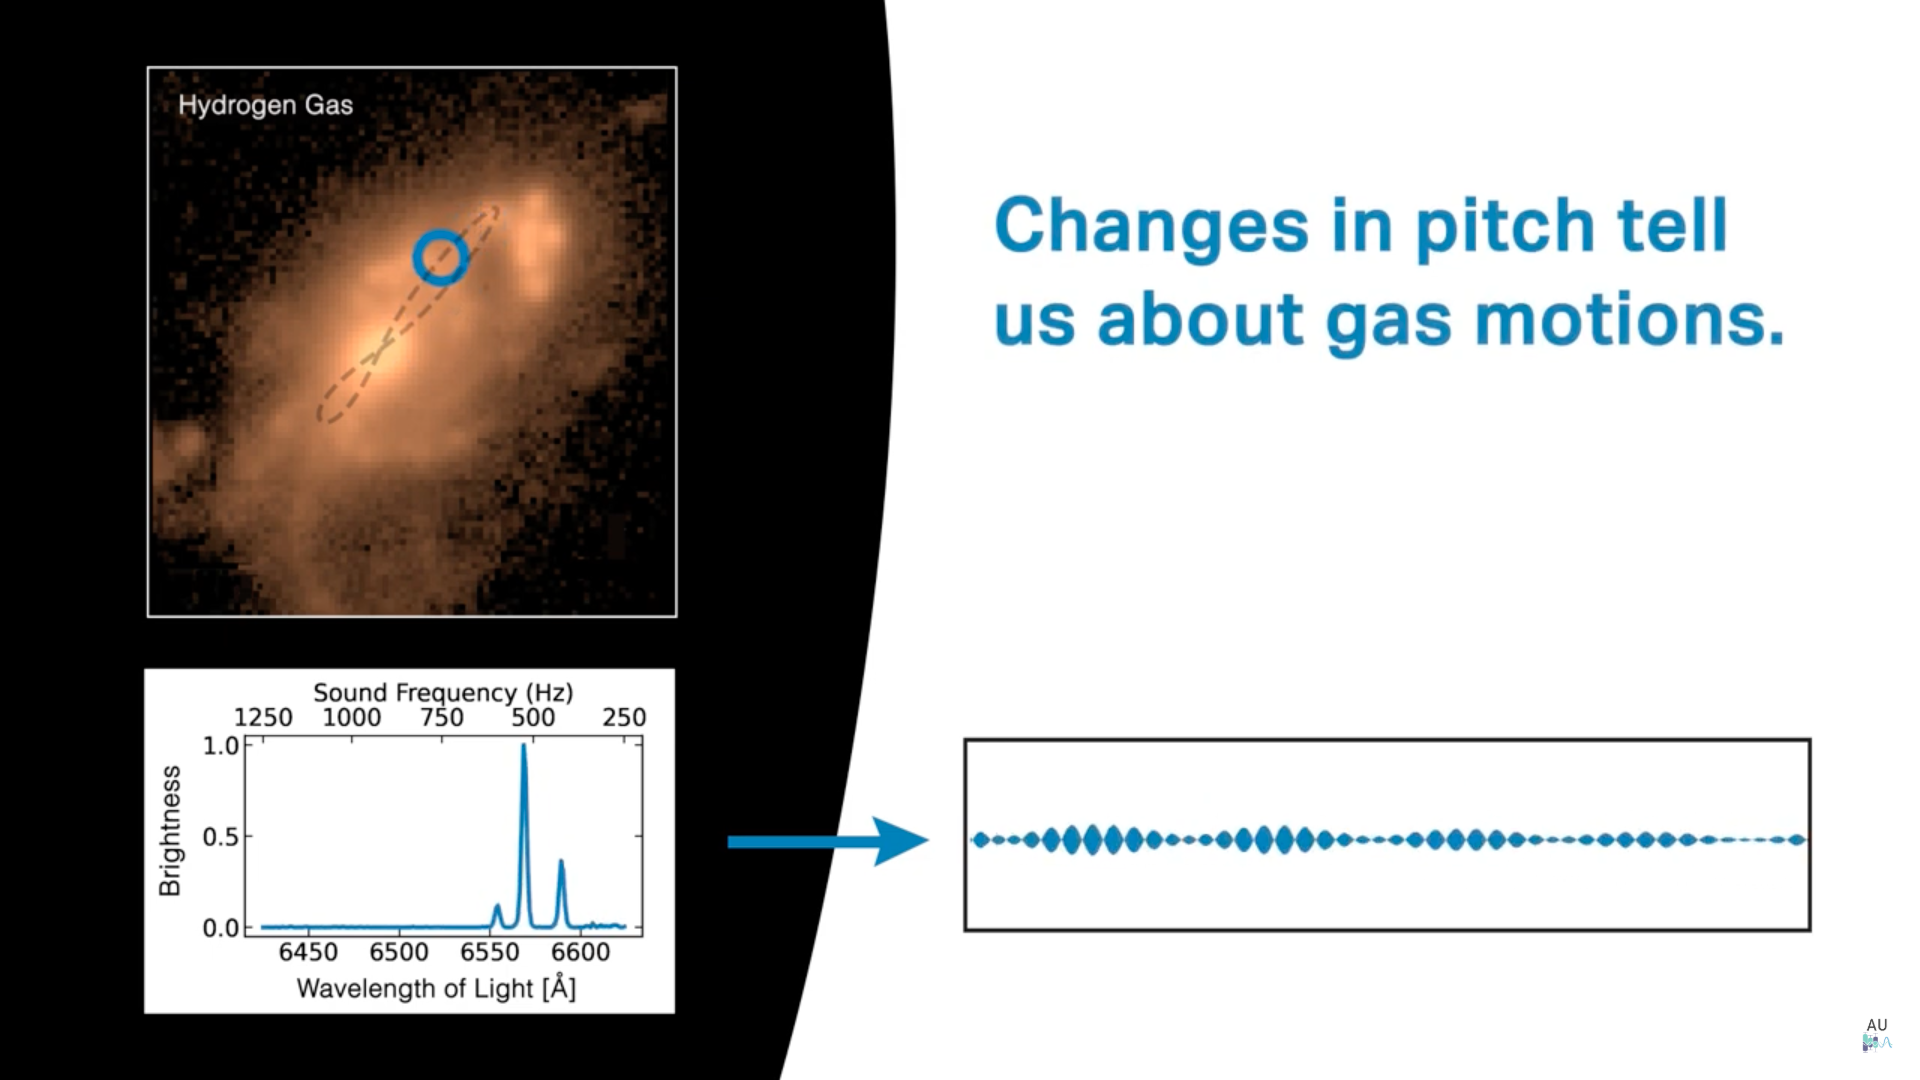 Hydrogen Gas
Changes in pitch tell
us about gas motions.
Sound Frequency (Hz)
1250 1000 750 500 250
1.0
0.5
0.0
Brightness
6450 6500 6550 6600
Wavelength of Light [Å]
AU